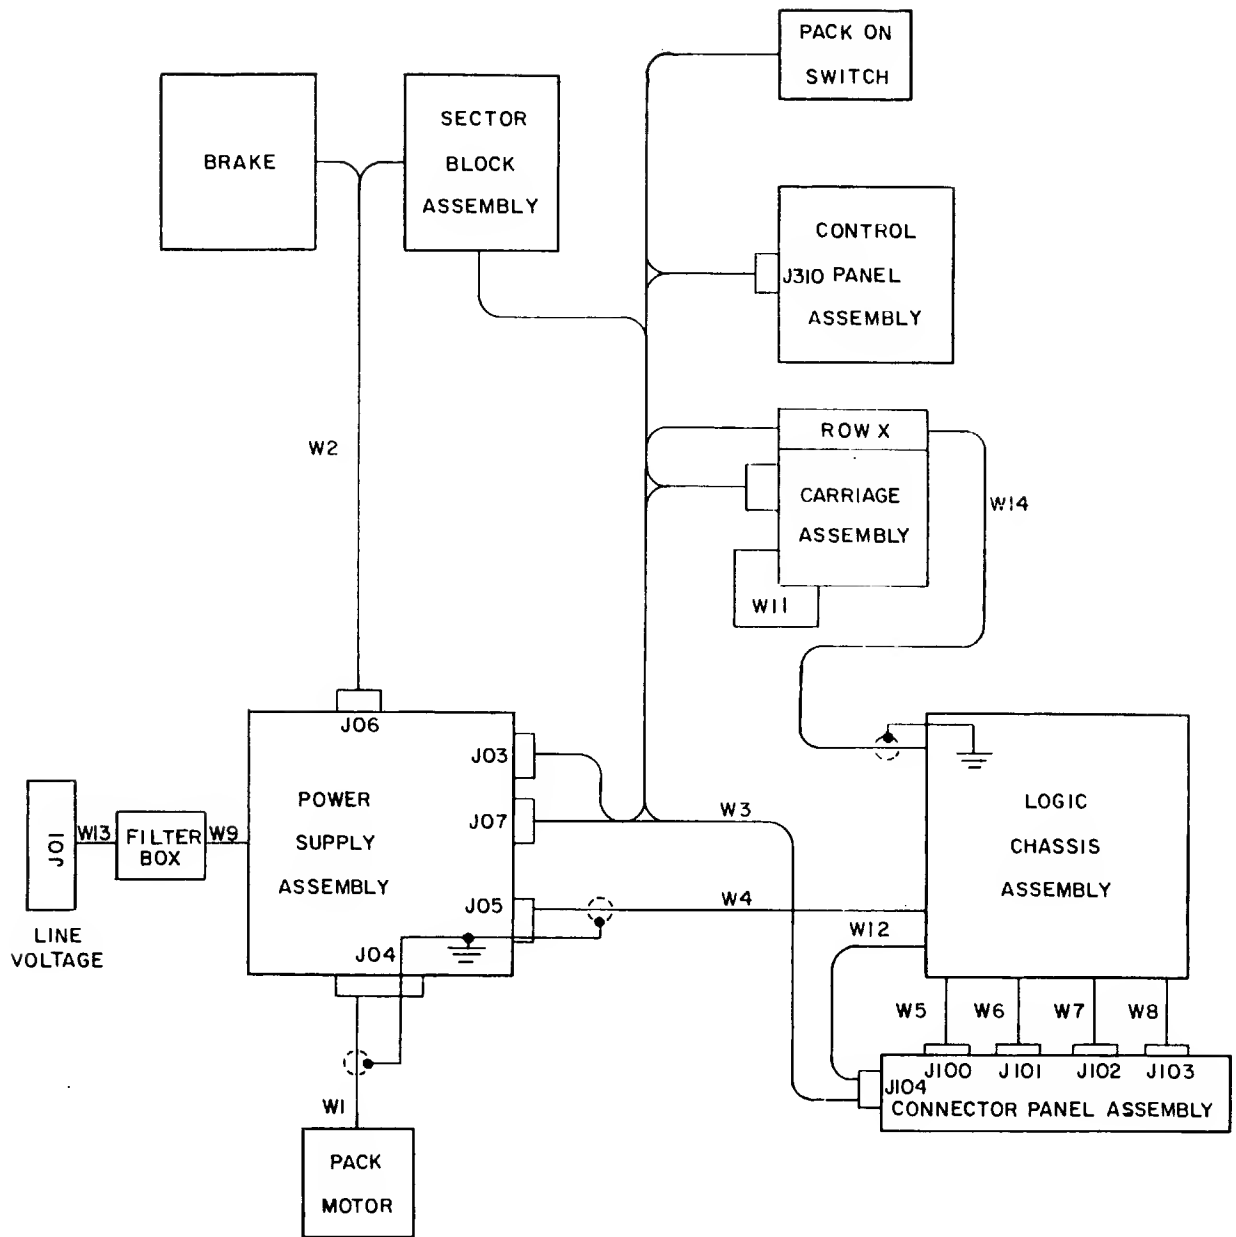 PACK ON
SWITCH
BRAKE
SECTOR
BLOCK
ASSEMBLY
CONTROL
J310 PANEL
ASSEMBLY
W2
ROW X
CARRIAGE
ASSEMBLY
W14
W11
J06
J03
POWER
SUPPLY
ASSEMBLY
J07
W3
LOGIC
CHASSIS
ASSEMBLY
J01
W13
FILTER
BOX
W9
LINE
VOLTAGE
J05
W4
J04
W12
W5
W6
W7
W8
J100
J101
J102
J103
J104
CONNECTOR PANEL ASSEMBLY
W1
PACK
MOTOR